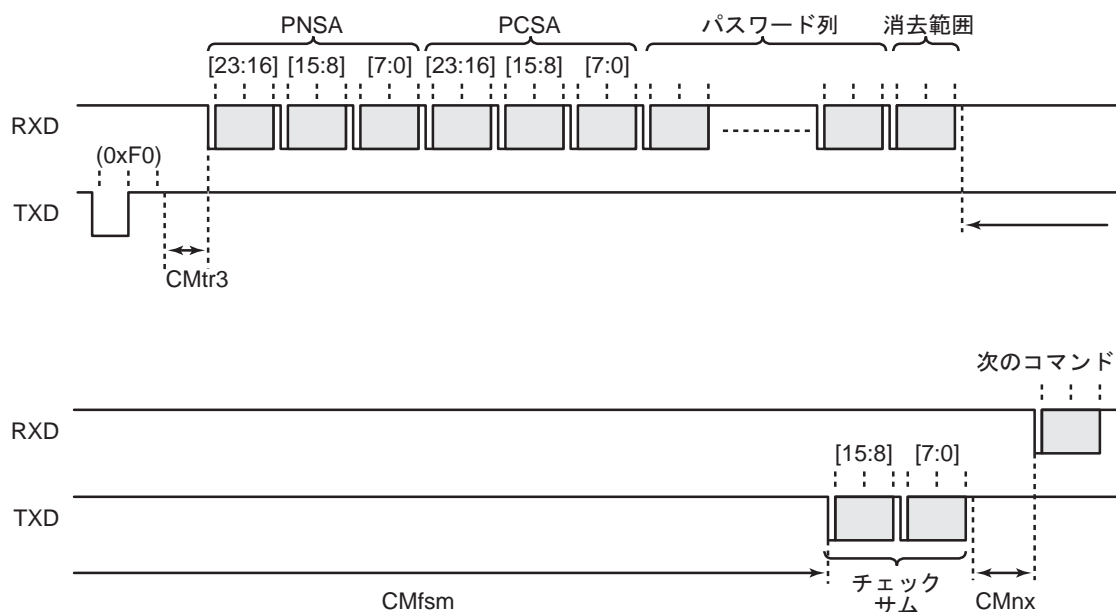 PNSA PCSA パスワード列 消去範囲
[23:16] [15:8] [7:0] [23:16] [15:8] [7:0]
RXD
(0xF0)
TXD
CMtr3
次のコマンド
RXD
[15:8] [7:0]
TXD
チェック
サム
CMfsm CMnx